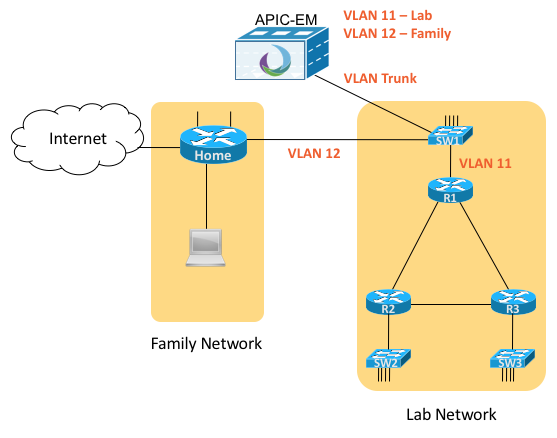 APIC-EM
VLAN 11 – Lab
VLAN 12 – Family
VLAN Trunk
Internet
Home
VLAN 12
SW1
VLAN 11
R1
R2
R3
SW2
SW3
Family Network
Lab Network